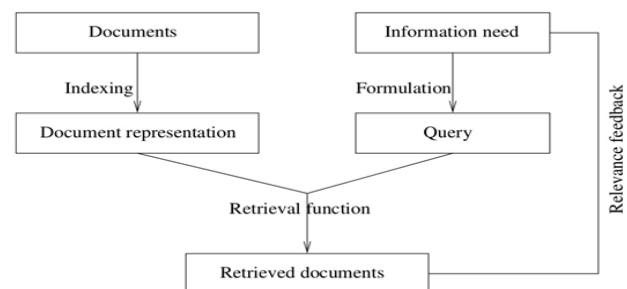 Documents
Information need
Indexing
Formulation
Document representation
Query
Relevance feedback
Retrieval function
Retrieved documents